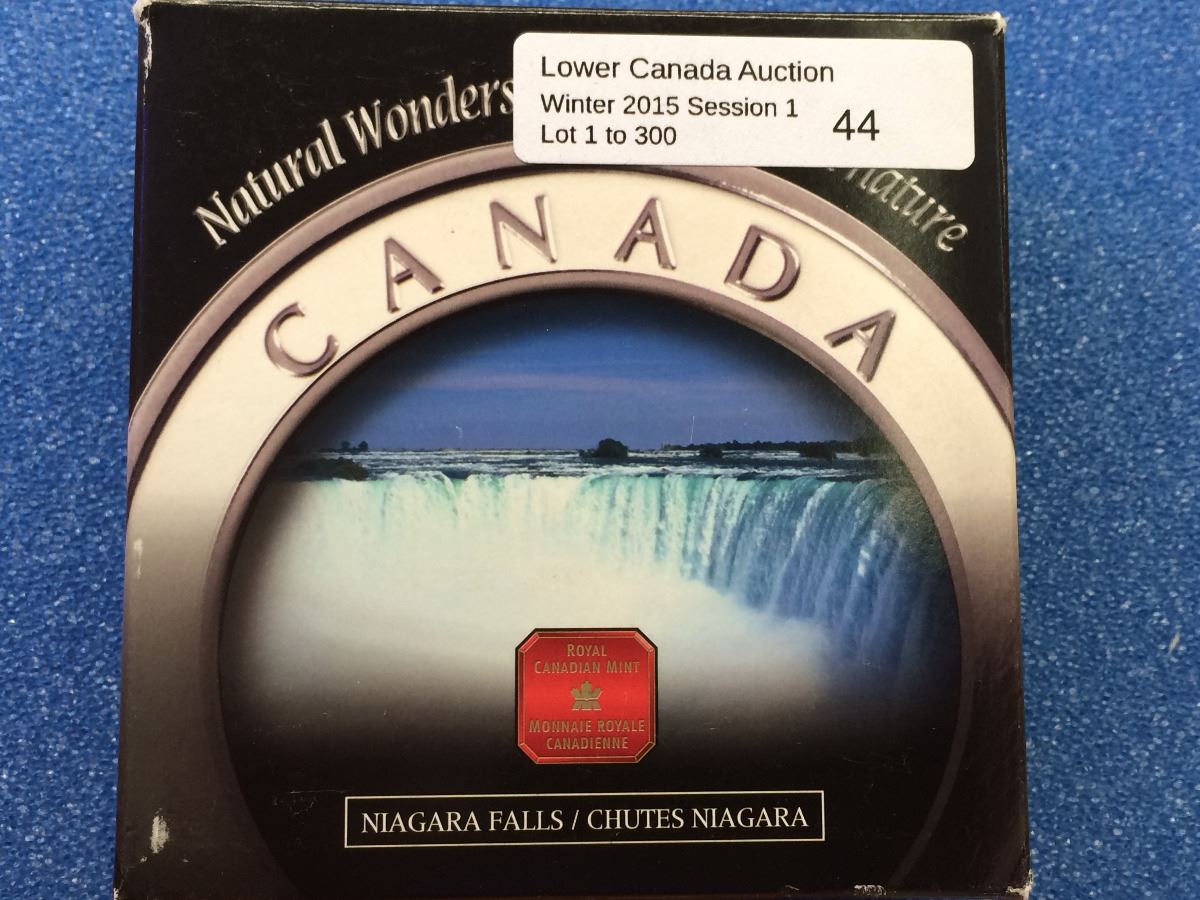 Lower Canada Auction
Winter 2015 Session 1
Lot 1 to 300
44
Natural Wonders
nature
CANADA
ROYAL
CANADIAN MINT
MONNAIE ROYALE
CANADIENNE
NIAGARA FALLS / CHUTES NIAGARA